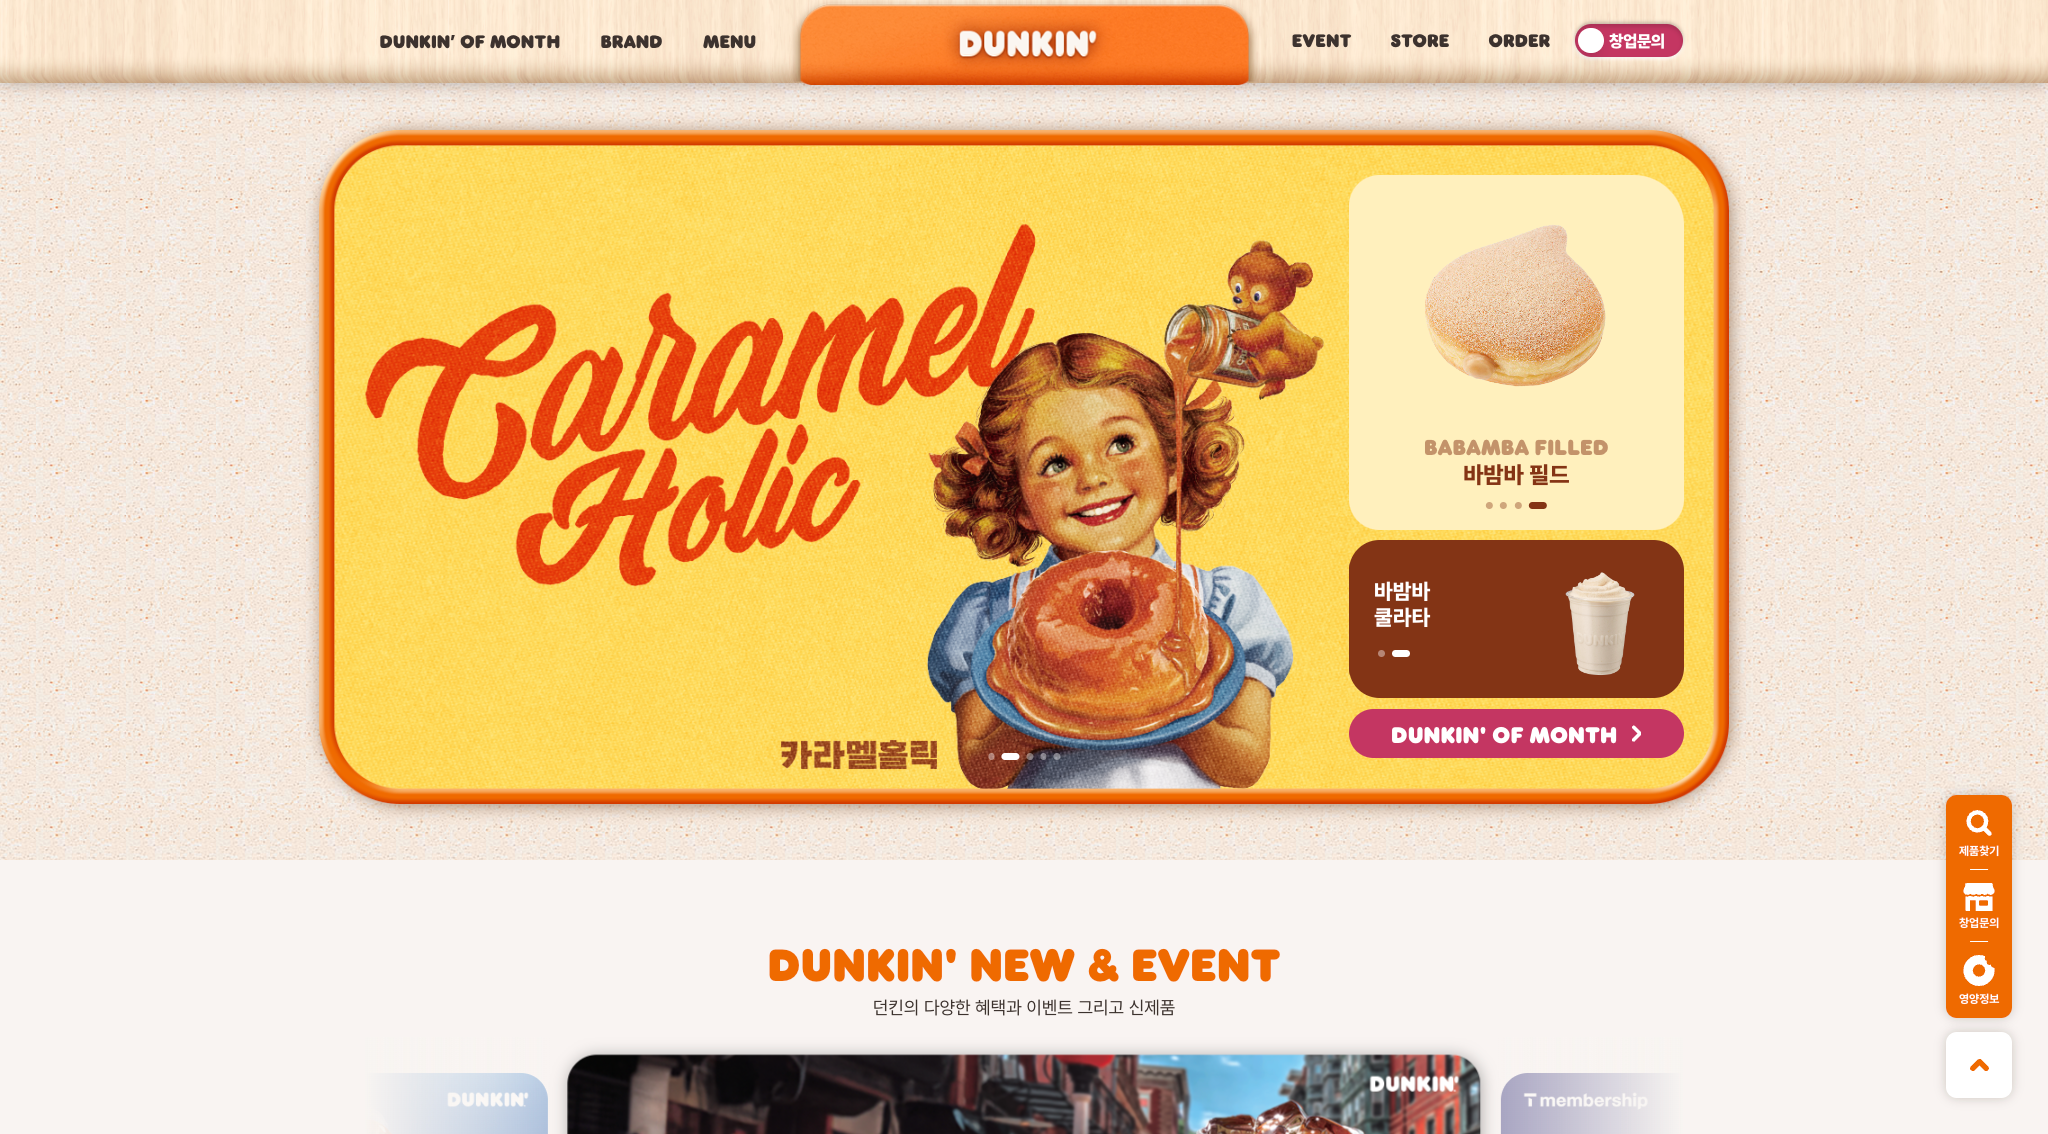 DUNKIN' OF MONTH
BRAND
MENU
DUNKIN'
EVENT
STORE
ORDER
창업문의
Caramel
Holic
카라멜홀릭
BABAMBA FILLED
바밤바 필드
바밤바
쿨라타
DUNKIN' OF MONTH
제품찾기
창업문의
영양정보
DUNKIN' NEW & EVENT
던킨의 다양한 혜택과 이벤트 그리고 신제품
DUNKIN'
DUNKIN'
T membership